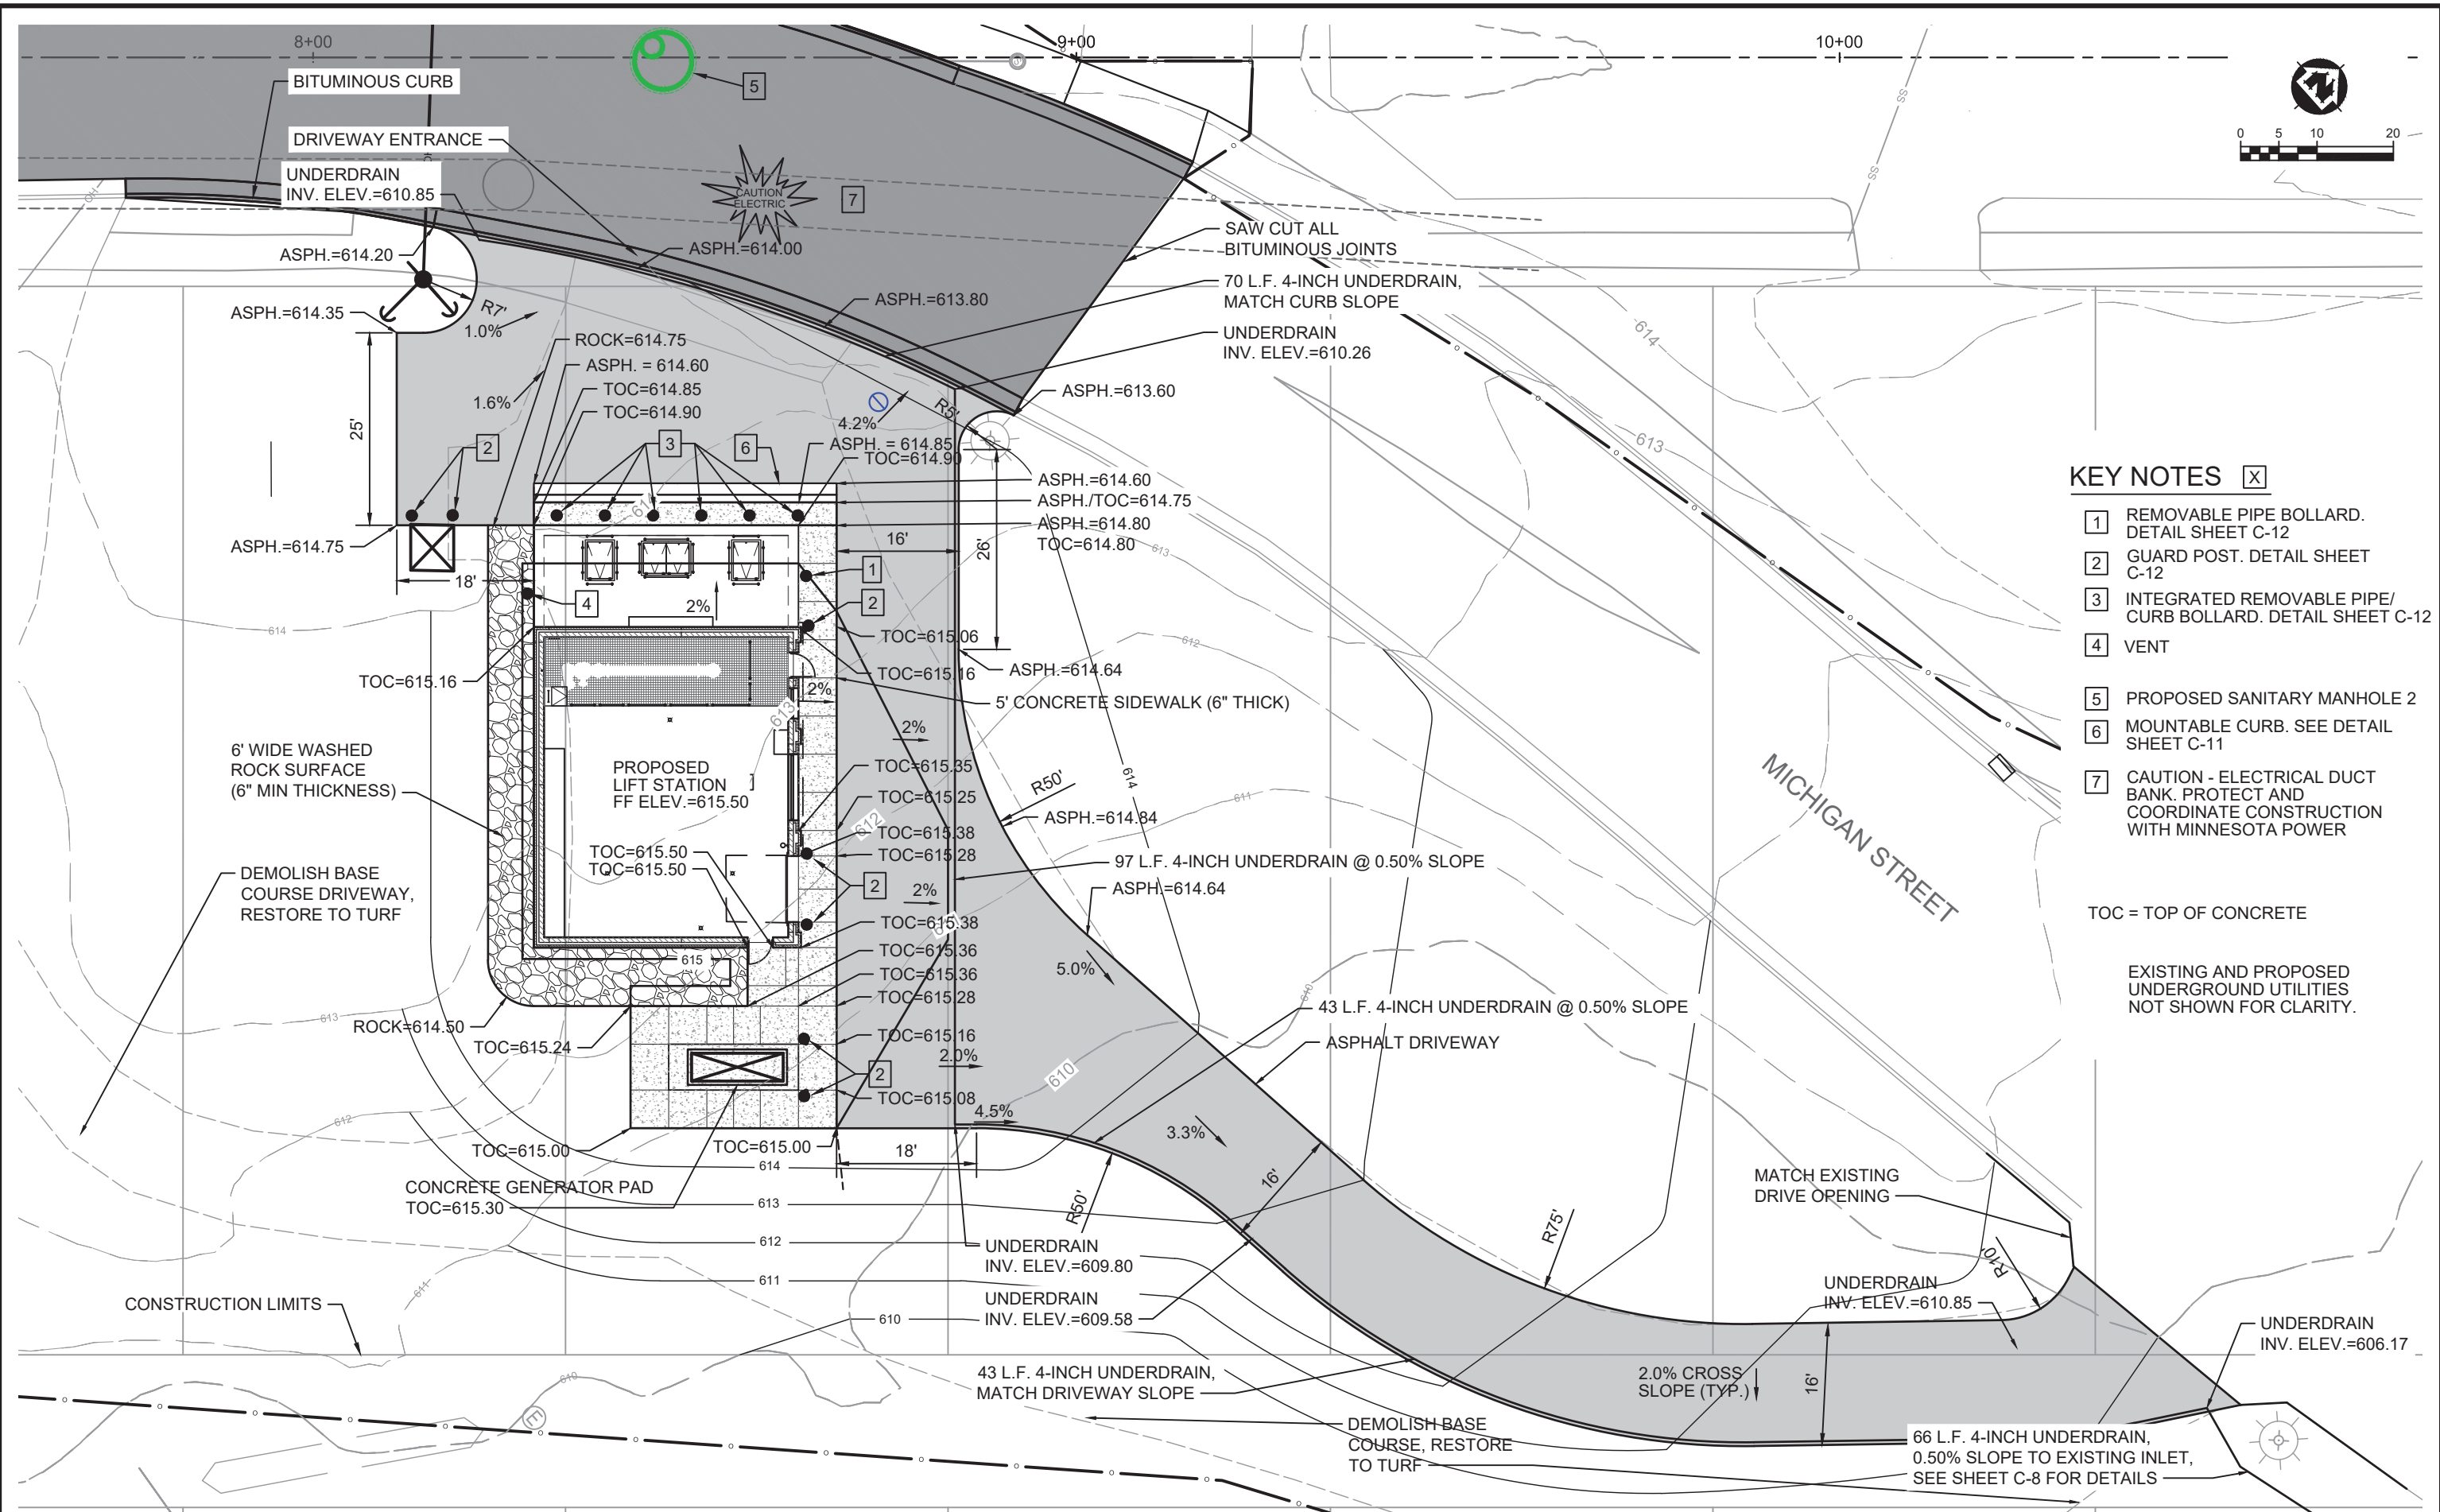 8+00
9+00
10+00
BITUMINOUS CURB
5
0 5 10 20
DRIVEWAY ENTRANCE
UNDERDRAIN
INV. ELEV.=610.85
CAUTION
ELECTRIC
7
OH
SS
SS
ASPH.=614.20
ASPH.=614.00
SAW CUT ALL
BITUMINOUS JOINTS
70 L.F. 4-INCH UNDERDRAIN,
MATCH CURB SLOPE
ASPH.=613.80
ASPH.=614.35
R7'
1.0%
UNDERDRAIN
INV. ELEV.=610.26
614
ROCK=614.75
ASPH. = 614.60
TOC=614.85
TOC=614.90
1.6%
25'
ASPH.=613.60
R5'
4.2%
ASPH. = 614.85
TOC=614.90
2
3
6
613
614
ASPH.=614.60
ASPH./TOC=614.75
ASPH.=614.80
TOC=614.80
ASPH.=614.75
16'
26'
613
18'
1
4
2%
2
614
TOC=615.06
612
TOC=615.16
TOC=615.16
ASPH.=614.64
2%
5' CONCRETE SIDEWALK (6" THICK)
613
2%
6' WIDE WASHED
ROCK SURFACE
(6" MIN THICKNESS)
PROPOSED
LIFT STATION
FF ELEV.=615.50
TOC=615.35
TOC=615.25
R50'
614
611
ASPH.=614.84
612
TOC=615.38
TOC=615.28
TOC=615.50
TOC=615.50
97 L.F. 4-INCH UNDERDRAIN @ 0.50% SLOPE
DEMOLISH BASE
COURSE DRIVEWAY,
RESTORE TO TURF
2
2%
ASPH.=614.64
TOC=615.38
TOC=615.36
TOC=615.36
TOC=615.28
615
5.0%
610
43 L.F. 4-INCH UNDERDRAIN @ 0.50% SLOPE
613
ROCK=614.50
TOC=615.24
TOC=615.16
2.0%
ASPHALT DRIVEWAY
610
2
TOC=615.08
4.5%
612
3.3%
TOC=615.00
TOC=615.00
18'
614
16'
CONCRETE GENERATOR PAD
TOC=615.30
613
R50'
R75'
MATCH EXISTING
DRIVE OPENING
612
UNDERDRAIN
INV. ELEV.=609.80
R10'
611
611
UNDERDRAIN
INV. ELEV.=610.85
CONSTRUCTION LIMITS
UNDERDRAIN
INV. ELEV.=609.58
610
UNDERDRAIN
INV. ELEV.=606.17
610
43 L.F. 4-INCH UNDERDRAIN,
MATCH DRIVEWAY SLOPE
2.0% CROSS
SLOPE (TYP.)
16'
E
DEMOLISH BASE
COURSE, RESTORE
TO TURF
66 L.F. 4-INCH UNDERDRAIN,
0.50% SLOPE TO EXISTING INLET,
SEE SHEET C-8 FOR DETAILS
MICHIGAN STREET
KEY NOTES X
1 REMOVABLE PIPE BOLLARD.
DETAIL SHEET C-12
2 GUARD POST. DETAIL SHEET
C-12
3 INTEGRATED REMOVABLE PIPE/
CURB BOLLARD. DETAIL SHEET C-12
4 VENT
5 PROPOSED SANITARY MANHOLE 2
6 MOUNTABLE CURB. SEE DETAIL
SHEET C-11
7 CAUTION - ELECTRICAL DUCT
BANK. PROTECT AND
COORDINATE CONSTRUCTION
WITH MINNESOTA POWER
TOC = TOP OF CONCRETE
EXISTING AND PROPOSED
UNDERGROUND UTILITIES
NOT SHOWN FOR CLARITY.